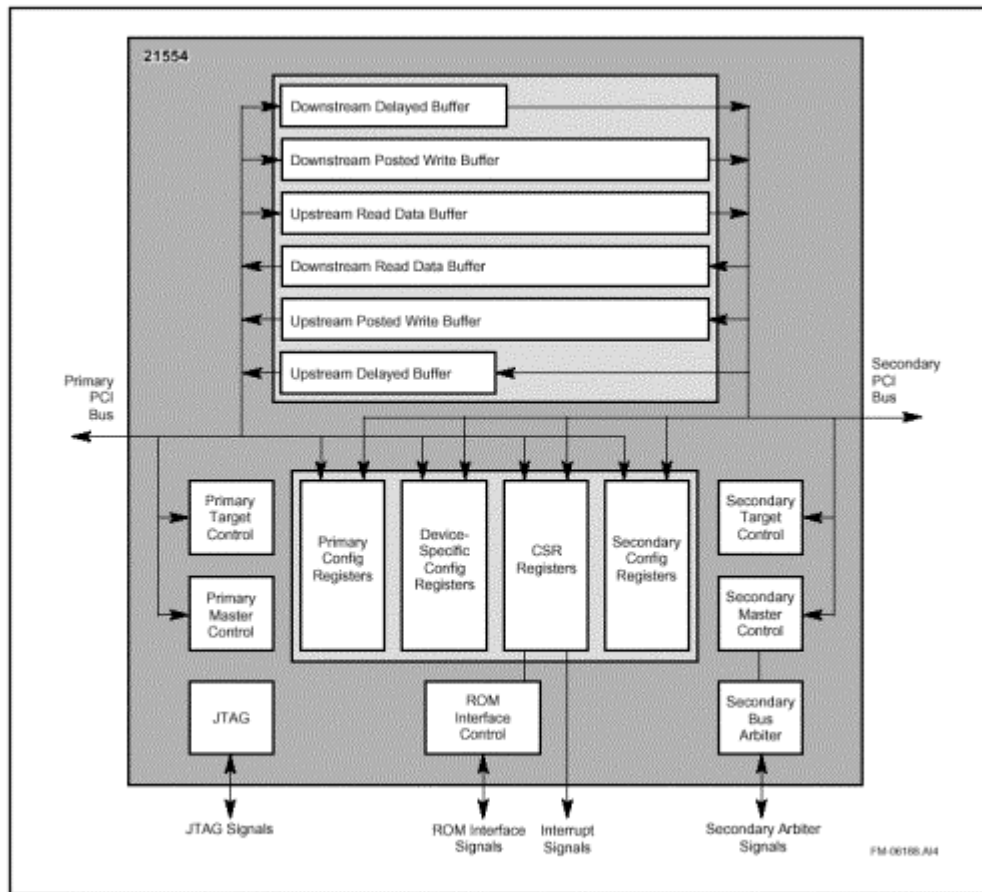 21554
Downstream Delayed Buffer
Downstream Posted Write Buffer
Upstream Read Data Buffer
Downstream Read Data Buffer
Upstream Posted Write Buffer
Upstream Delayed Buffer
Primary
PCI
Bus
Secondary
PCI
Bus
Primary
Target
Control
Primary
Master
Control
Primary
Config
Registers
Device-
Specific
Config
Registers
CSR
Registers
Secondary
Config
Registers
Secondary
Target
Control
Secondary
Master
Control
JTAG
ROM
Interface
Control
Secondary
Bus
Arbiter
JTAG Signals
ROM Interface
Signals
Interrupt
Signals
Secondary Arbiter
Signals
FM-06188.AI4